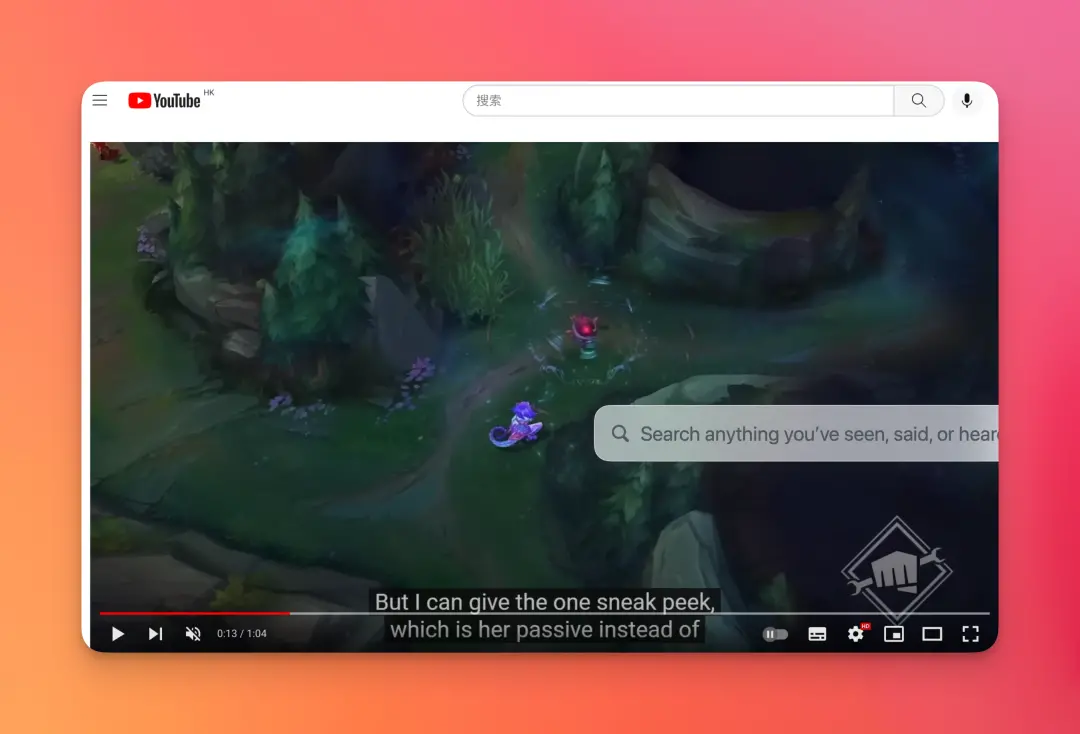 YouTube HK
搜索
Search anything you’ve seen, said, or hear
But I can give the one sneak peek,
which is her passive instead of
0:13 / 1:04
HD